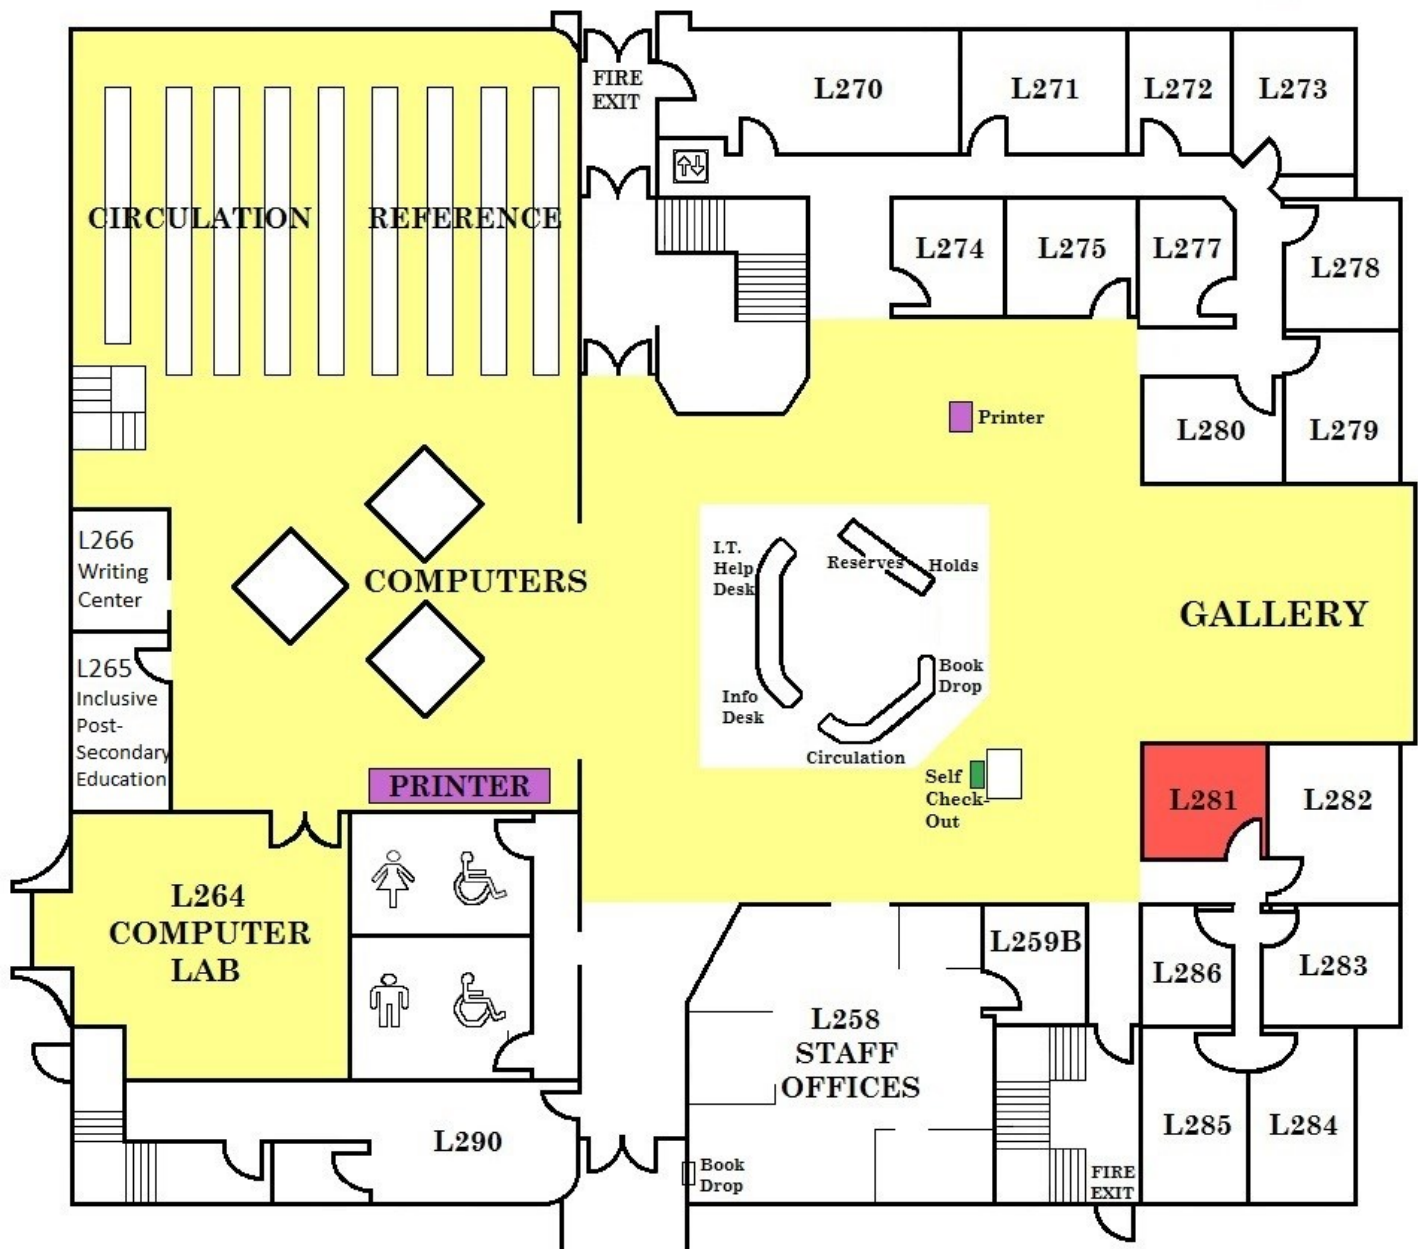 FIRE
EXIT
L270
L271
L272
L273
CIRCULATION
REFERENCE
L274
L275
L277
L278
Printer
L280
L279
L266
Writing
Center
COMPUTERS
I.T.
Help
Desk
Reserves
Holds
GALLERY
L265
Inclusive
Post-
Secondary
Education
Info
Desk
Book
Drop
Circulation
PRINTER
Self
Check-
Out
L281
L282
L264
COMPUTER
LAB
L259B
L286
L283
L258
STAFF
OFFICES
L290
L285
L284
Book
Drop
FIRE
EXIT